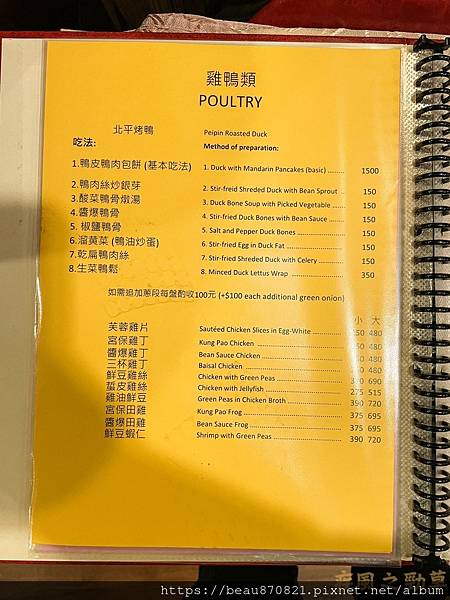 雞鴨類
POULTRY
北平烤鴨 Peipin Roasted Duck
吃法: Method of preparation:
1.鴨皮鴨肉包餅 (基本吃法) 1. Duck with Mandarin Pancakes (basic) ......... 1500
2.鴨肉絲炒銀芽 2. Stir-freid Shredded Duck with Bean Sprout .. 150
3.酸菜鴨骨燉湯 3. Duck Bone Soup with Picked Vegetable ....... 150
4.醬爆鴨骨 4. Stir-fried Duck Bones with Bean Sauce ........ 150
5. 椒鹽鴨骨 5. Salt and Pepper Duck Bones .................... 150
6.溜黄菜 (鴨油炒蛋) 6. Stir-fried Egg in Duck Fat ........................ 150
7.乾扁鴨肉絲 7. Stir-fried Shredded Duck with Celery .......... 150
8.生菜鴨鬆 8. Minced Duck Lettus Wrap ...................... 350
如需追加蔥段每盤酌收100元 (+$100 each additional green onion)
小 大
芙蓉雞片 Sautéed Chicken Slices in Egg-White ............... 480
宮保雞丁 Kung Pao Chicken ............................... 480
醬爆雞丁 Bean Sauce Chicken ............................. 480
三杯雞丁 Baisal Chicken ................................. 480
鮮豆雞絲 Chicken with Green Peas ........................ 690
蜇皮雞絲 Chicken with Jellyfish ......................... 275 515
雞油鮮豆 Green Peas in Chicken Broth .................... 390 720
宮保田雞 Kung Pao Frog .................................. 375 695
醬爆田雞 Bean Sauce Frog ................................ 375 695
鮮豆蝦仁 Shrimp with Green Peas ......................... 390 720
https://beau870821.pixnet.net/album